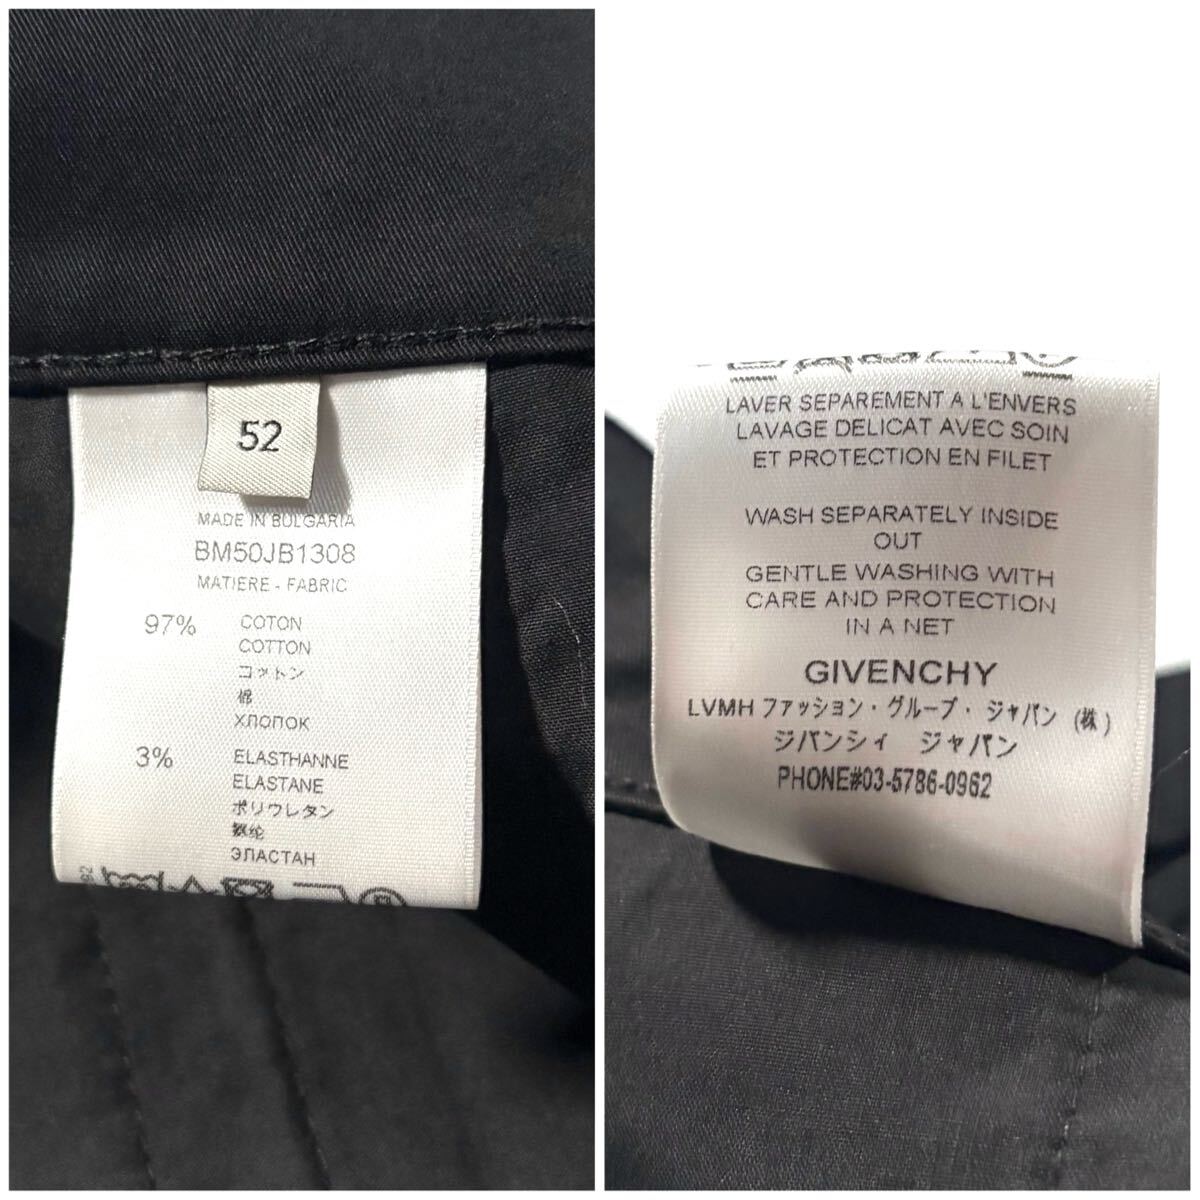 52
MADE IN BULGARIA
BM50JB1308
MATIERE - FABRIC
97% COTON
COTTON
コットン
棉
ХЛОПОК
3% ELASTHANNE
ELASTANE
ポリウレタン
氨纶
ЭЛАСТАН
LAVER SEPAREMENT A L'ENVERS
LAVAGE DELICAT AVEC SOIN
ET PROTECTION EN FILET
WASH SEPARATELY INSIDE
OUT
GENTLE WASHING WITH
CARE AND PROTECTION
IN A NET
GIVENCHY
LVMH ファッション・グループ・ジャパン (株)
ジバンシィ ジャパン
PHONE#03-5786-0962